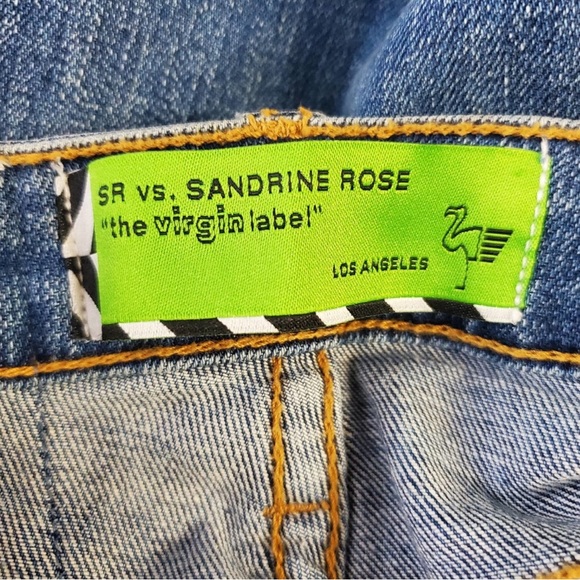 SR vs. SANDRINE ROSE
"the virgin label"
LOS ANGELES